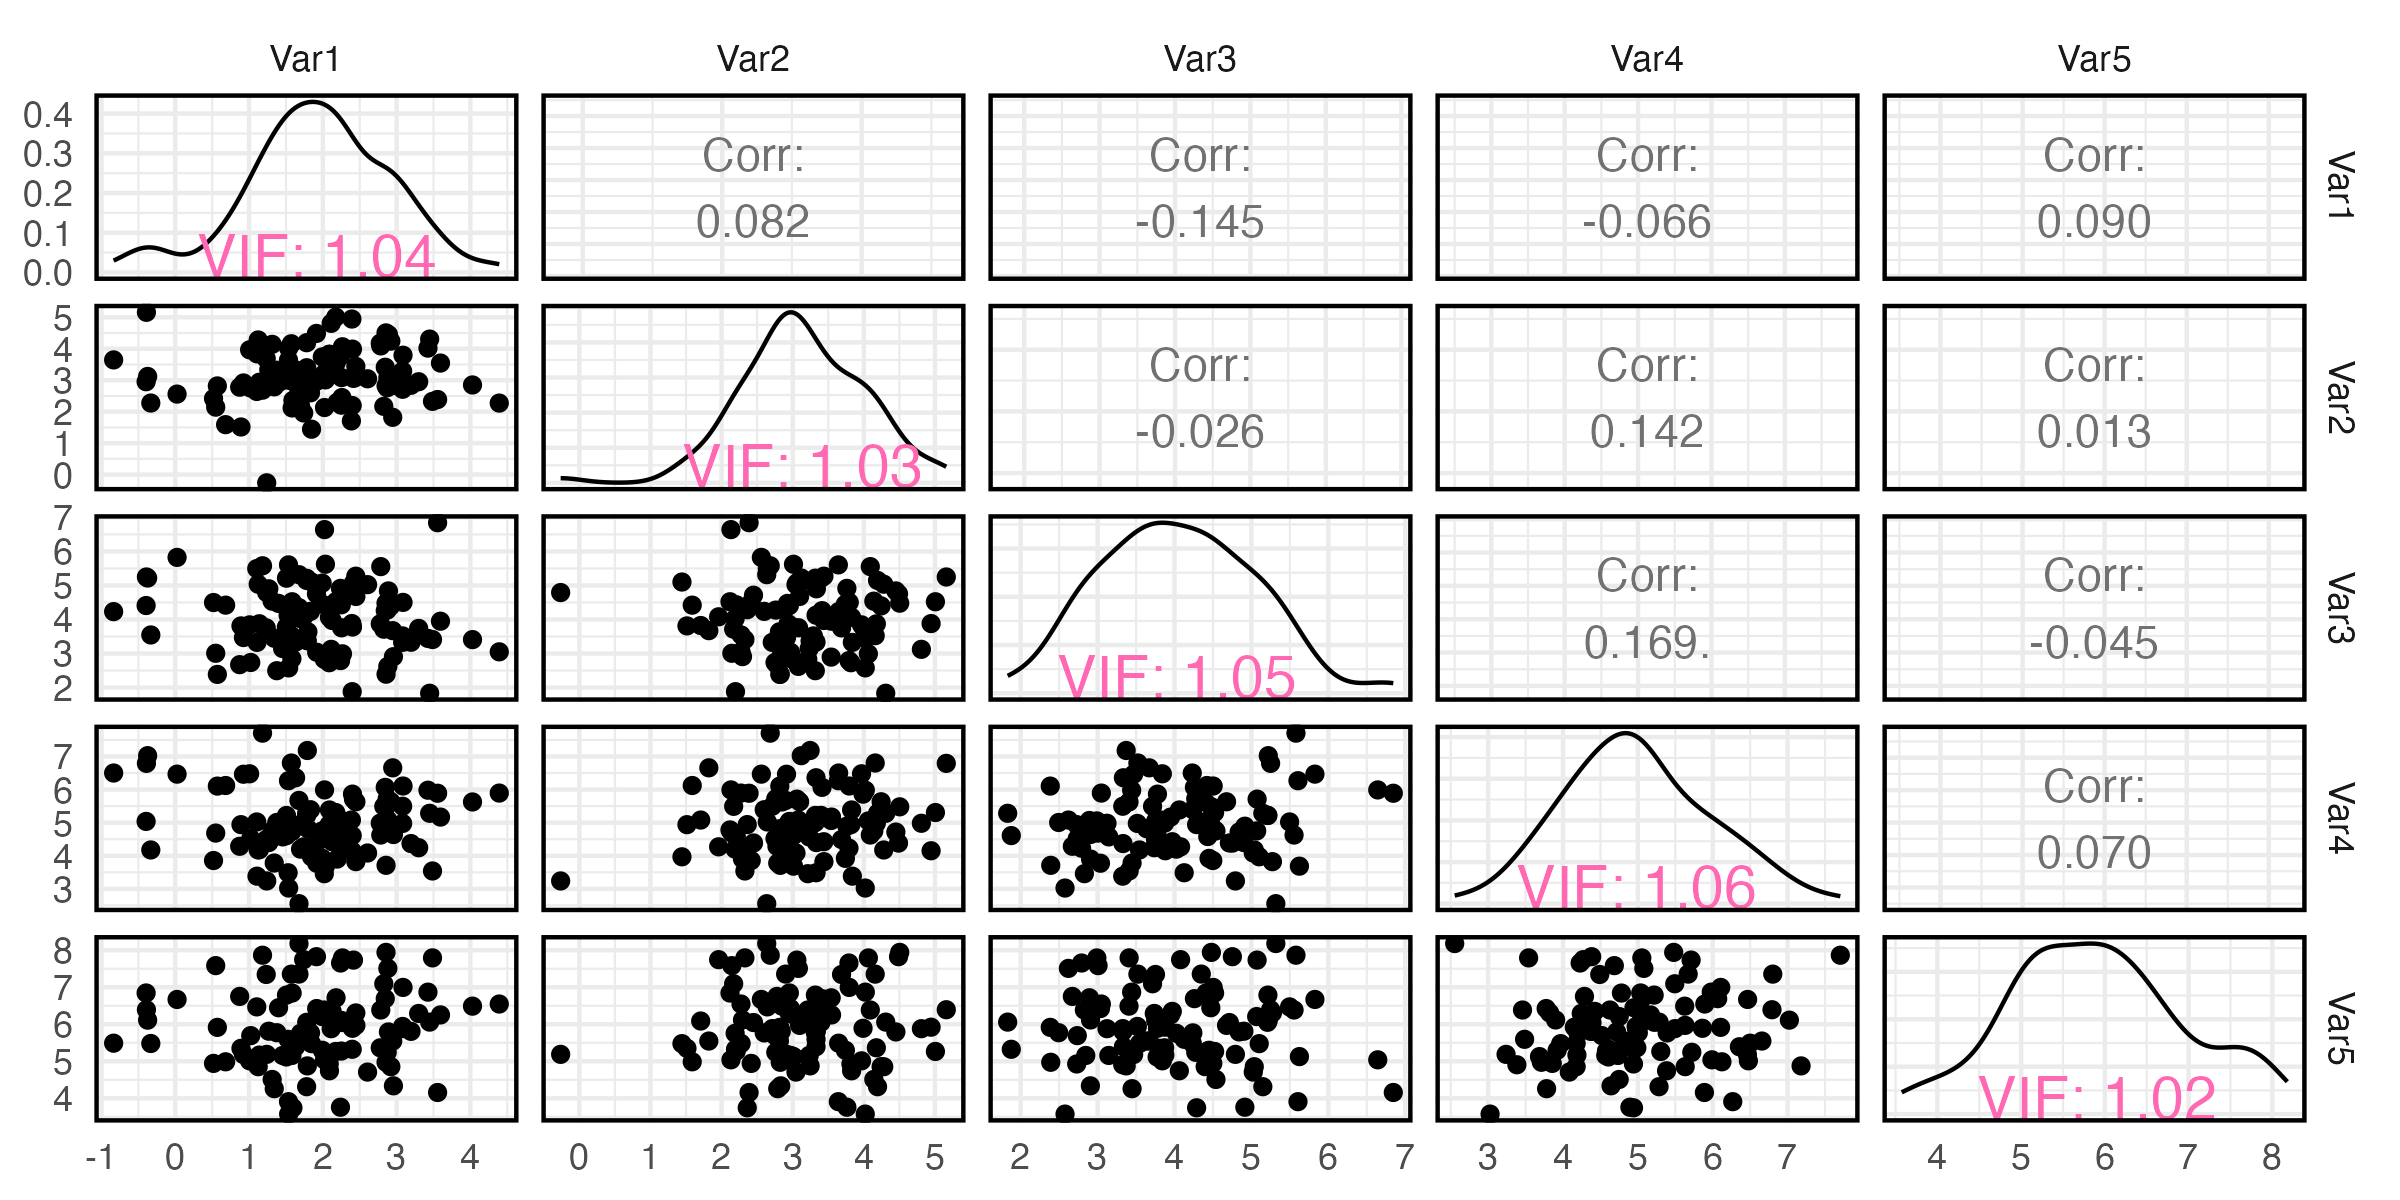 Var1 Var2 Var3 Var4 Var5
0.4
0.3
0.2
0.1
0.0
VIF: 1.04
Corr:
0.082
Corr:
-0.145
Corr:
-0.066
Corr:
0.090
Var1
5
4
3
2
1
0
VIF: 1.03
Corr:
-0.026
Corr:
0.142
Corr:
0.013
Var2
7
6
5
4
3
2
VIF: 1.05
Corr:
0.169.
Corr:
-0.045
Var3
7
6
5
4
3
VIF: 1.06
Corr:
0.070
Var4
8
7
6
5
4
VIF: 1.02
Var5
-1 0 1 2 3 4 0 1 2 3 4 5 2 3 4 5 6 7 3 4 5 6 7 4 5 6 7 8